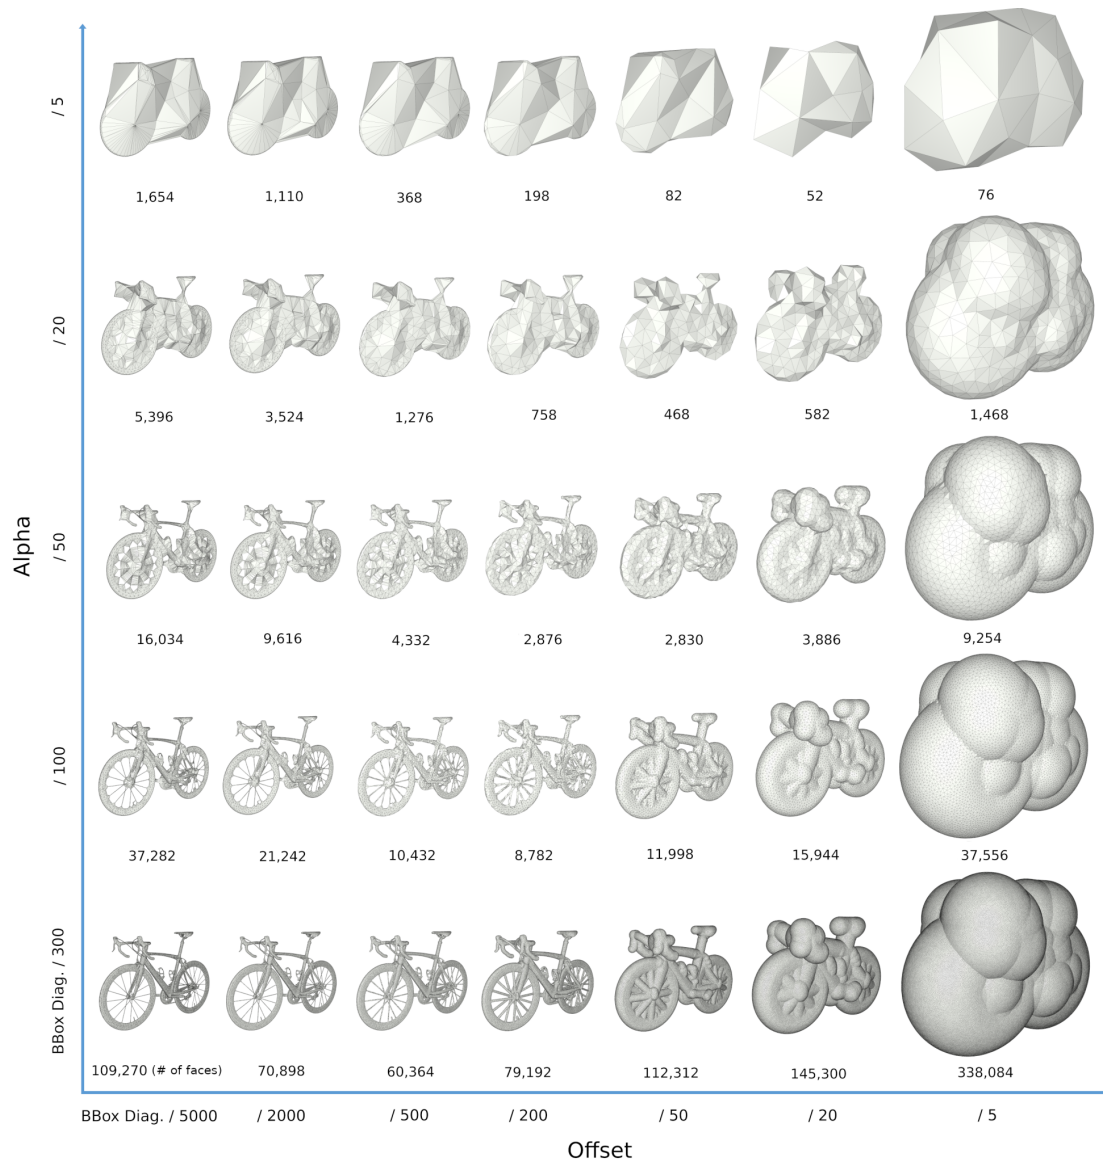 / 5
1,654 1,110 368 198 82 52 76
/ 20
5,396 3,524 1,276 758 468 582 1,468
Alpha
/ 50
16,034 9,616 4,332 2,876 2,830 3,886 9,254
/ 100
37,282 21,242 10,432 8,782 11,998 15,944 37,556
BBox Diag. / 300
109,270 (# of faces) 70,898 60,364 79,192 112,312 145,300 338,084
BBox Diag. / 5000 / 2000 / 500 / 200 / 50 / 20 / 5
Offset